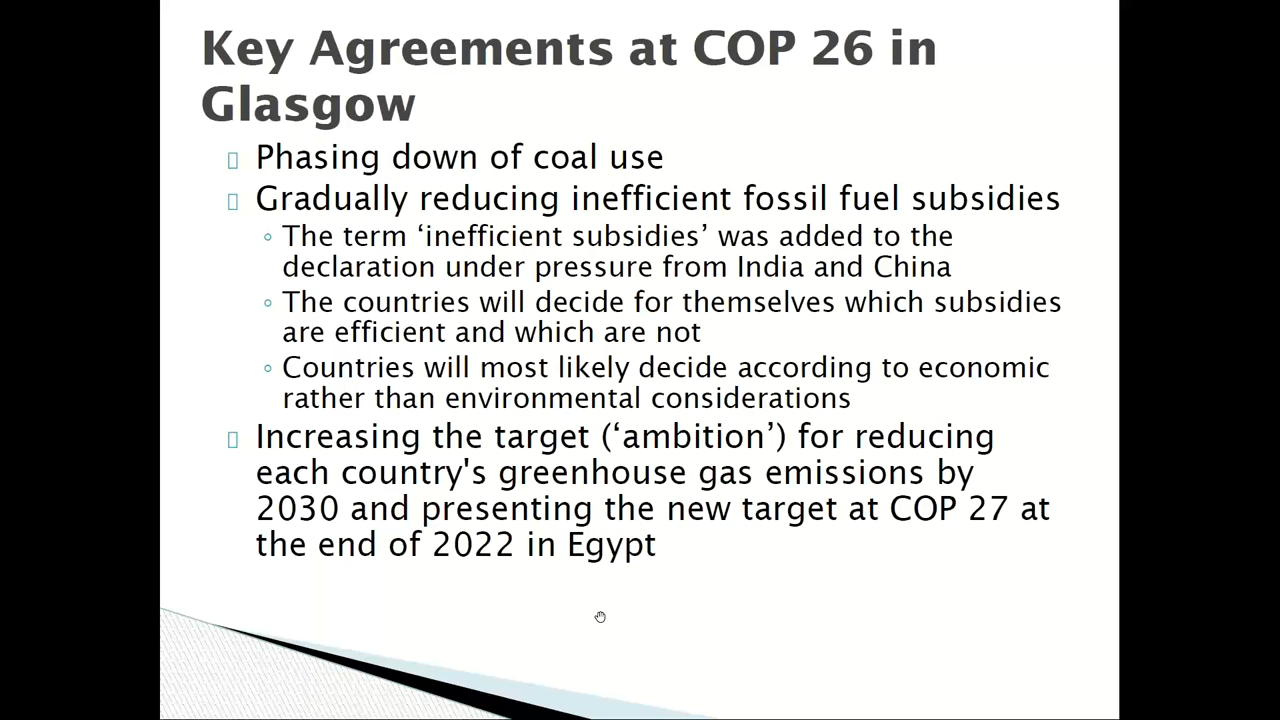 Key Agreements at COP 26 in
Glasgow
Phasing down of coal use
Gradually reducing inefficient fossil fuel subsidies
The term ‘inefficient subsidies’ was added to the
declaration under pressure from India and China
The countries will decide for themselves which subsidies
are efficient and which are not
Countries will most likely decide according to economic
rather than environmental considerations
Increasing the target (‘ambition’) for reducing
each country's greenhouse gas emissions by
2030 and presenting the new target at COP 27 at
the end of 2022 in Egypt